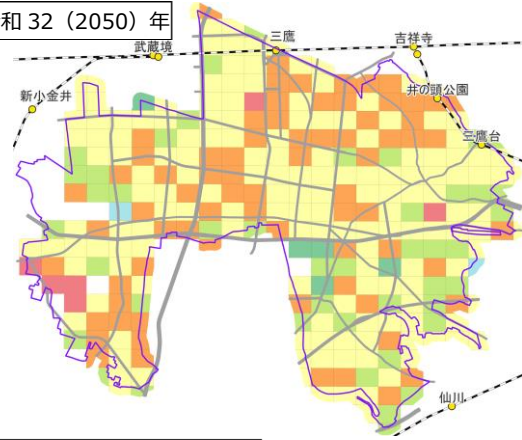 和 32（2050）年
三鷹
吉祥寺
武蔵境
井の頭公園
新小金井
三鷹台
仙川